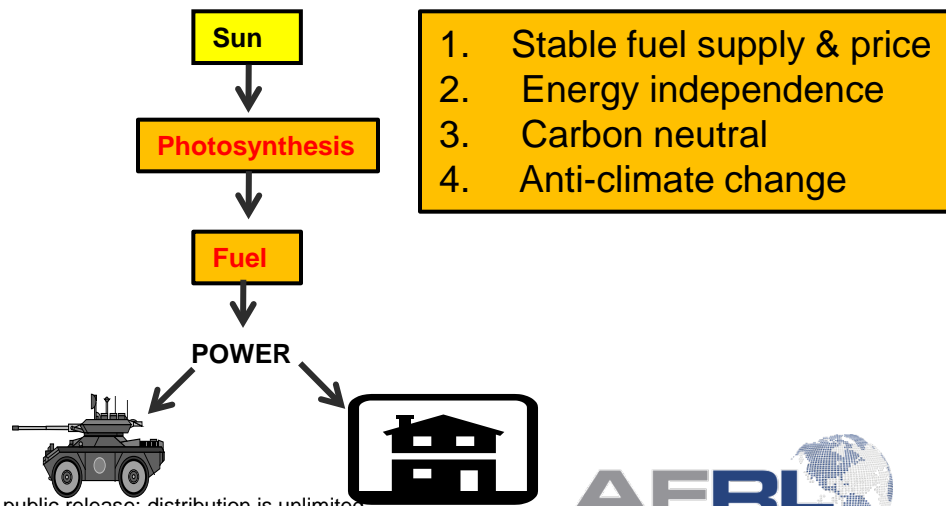 Sun
Photosynthesis
Fuel
POWER
1. Stable fuel supply & price
2. Energy independence
3. Carbon neutral
4. Anti-climate change
public release; distribution is unlimited
AFRL